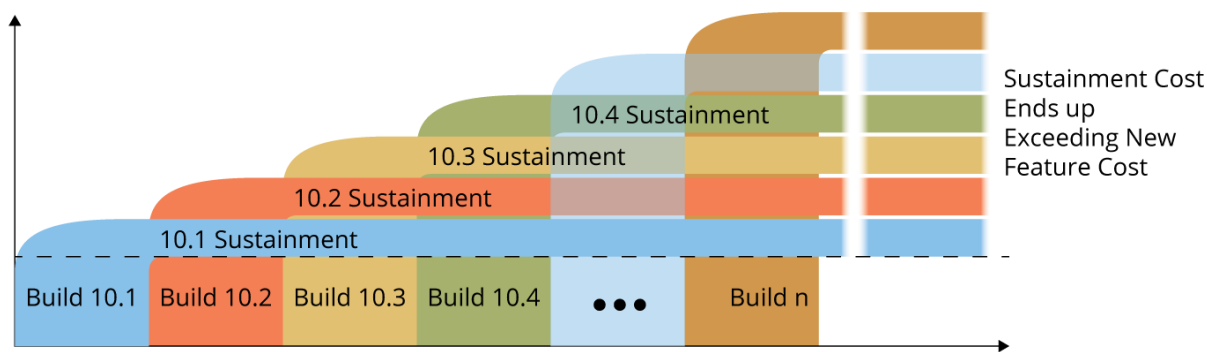 10.4 Sustainment
10.3 Sustainment
10.2 Sustainment
10.1 Sustainment
Build 10.1
Build 10.2
Build 10.3
Build 10.4
•••
Build n
Sustainment Cost
Ends up
Exceeding New
Feature Cost